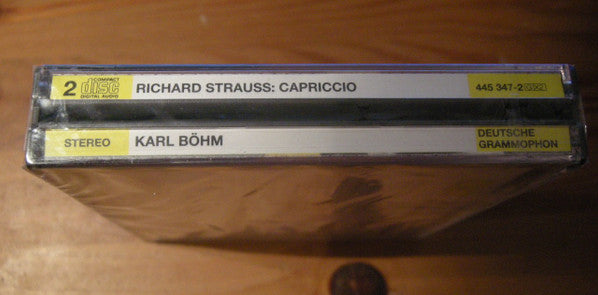 2 COMPACT disc DIGITAL AUDIO RICHARD STRAUSS: CAPRICCIO 445 347-2
STEREO KARL BÖHM DEUTSCHE GRAMMOPHON